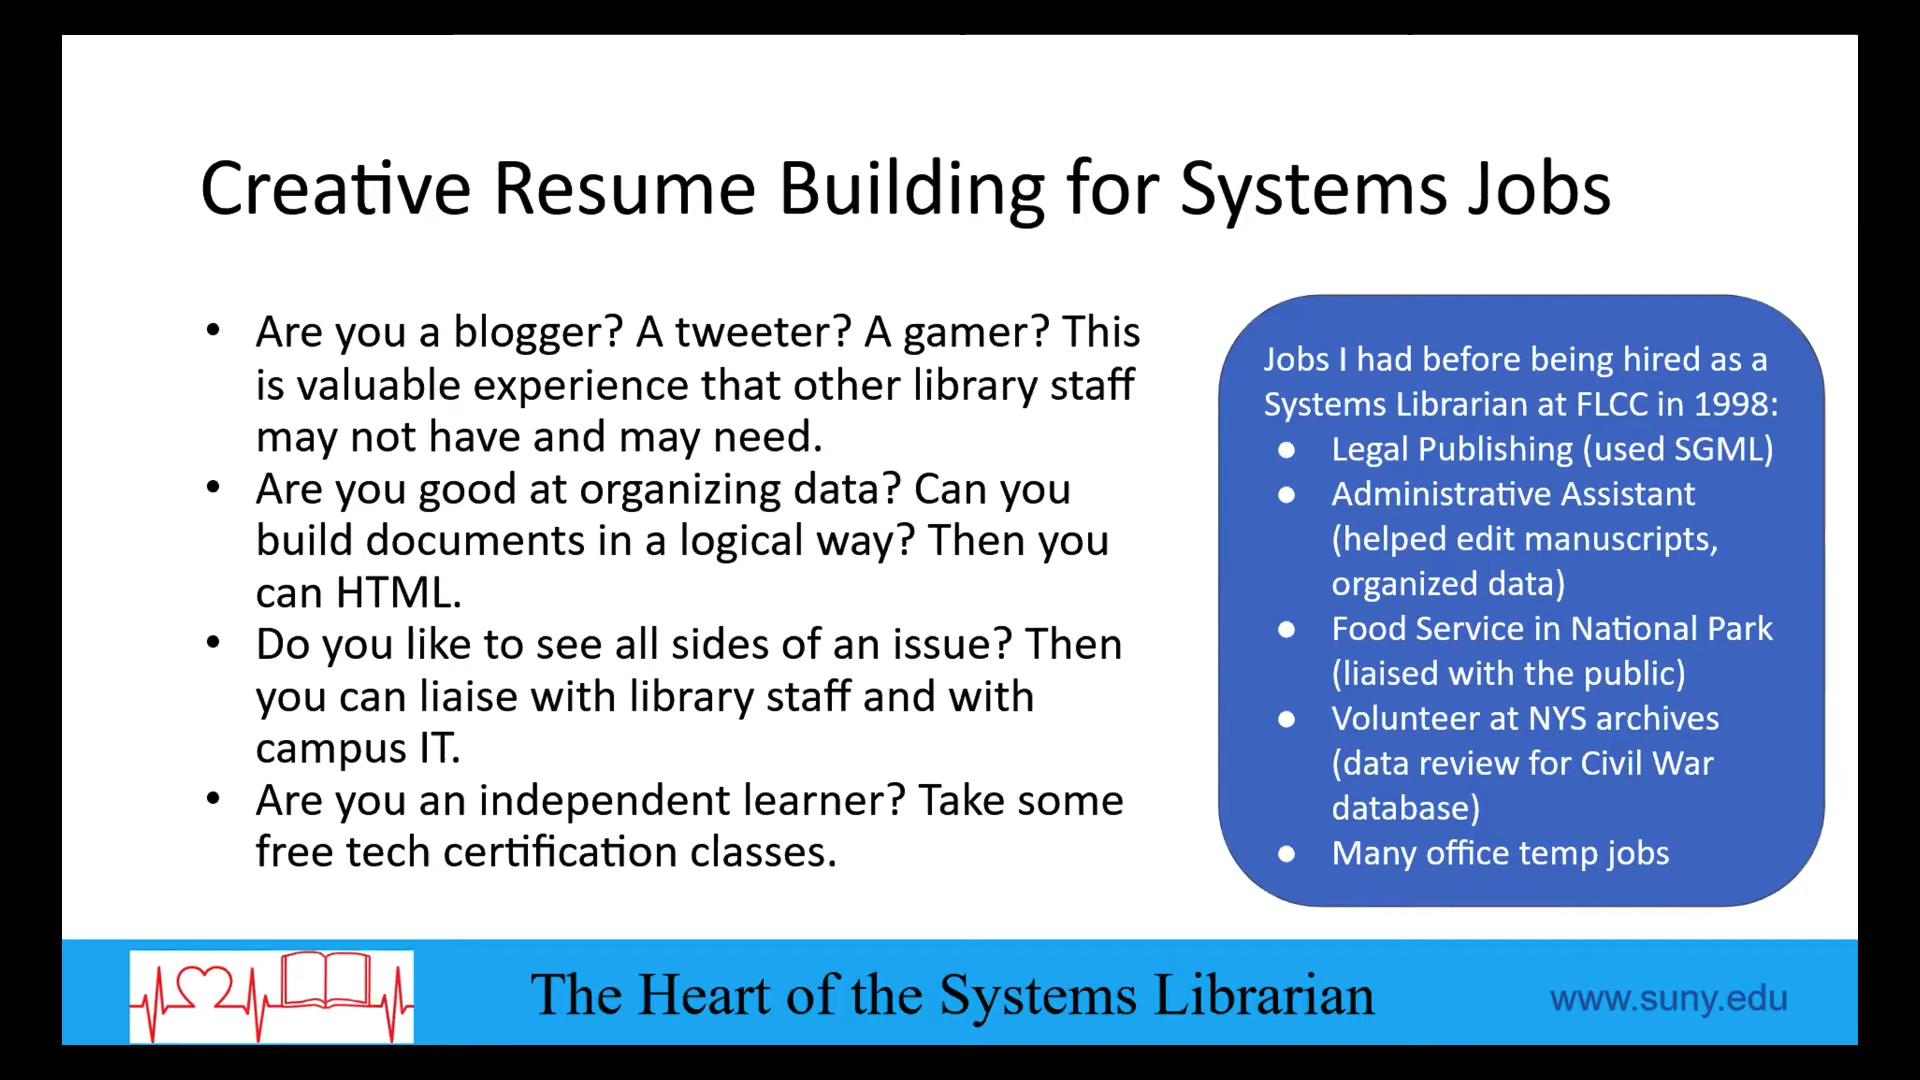 Creative Resume Building for Systems Jobs
• Are you a blogger? A tweeter? A gamer? This
is valuable experience that other library staff
may not have and may need.
• Are you good at organizing data? Can you
build documents in a logical way? Then you
can HTML.
• Do you like to see all sides of an issue? Then
you can liaise with library staff and with
campus IT.
• Are you an independent learner? Take some
free tech certification classes.
Jobs I had before being hired as a
Systems Librarian at FLCC in 1998:
● Legal Publishing (used SGML)
● Administrative Assistant
(helped edit manuscripts,
organized data)
● Food Service in National Park
(liaised with the public)
● Volunteer at NYS archives
(data review for Civil War
database)
● Many office temp jobs
The Heart of the Systems Librarian
www.suny.edu